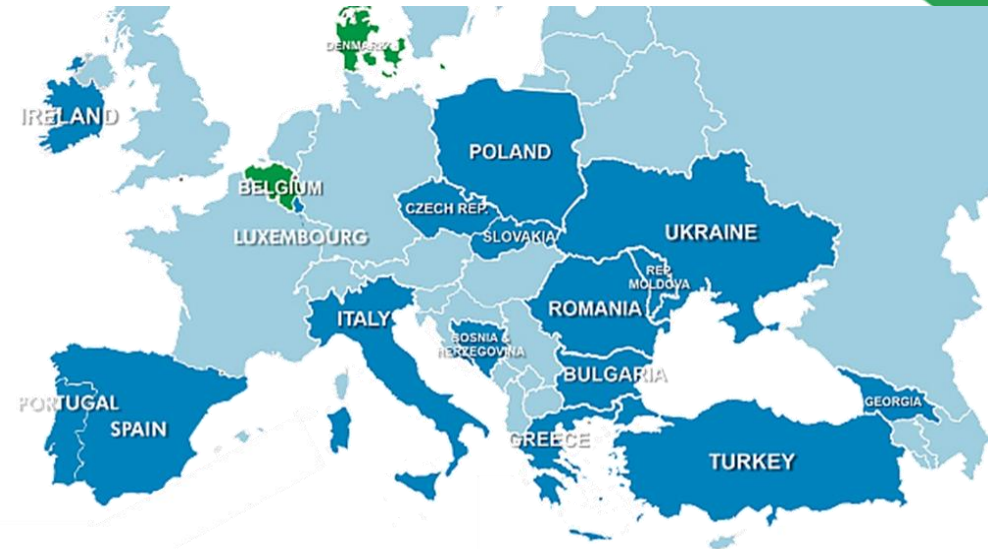 DENMARK
IRELAND
POLAND
BELGIUM
CZECH REP.
LUXEMBOURG
SLOVAKIA
UKRAINE
REP.
MOLDOVA
ROMANIA
ITALY
BOSNIA &
HERZEGOVINA
BULGARIA
PORTUGAL
GEORGIA
SPAIN
GREECE
TURKEY